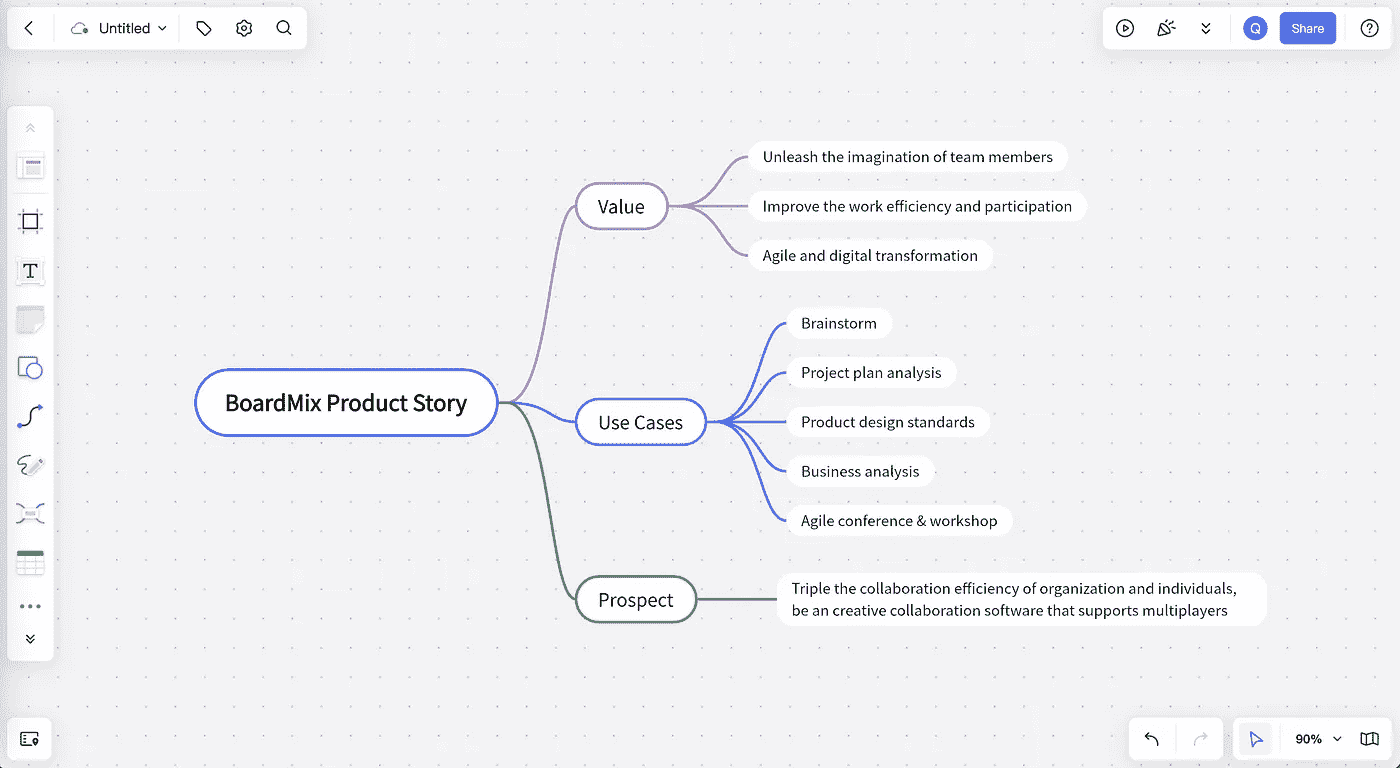 Untitled
Q
Share
T
Unleash the imagination of team members
Value
Improve the work efficiency and participation
Agile and digital transformation
Brainstorm
Project plan analysis
BoardMix Product Story
Use Cases
Product design standards
Business analysis
Agile conference & workshop
Prospect
Triple the collaboration efficiency of organization and individuals,
be an creative collaboration software that supports multiplayers
90%